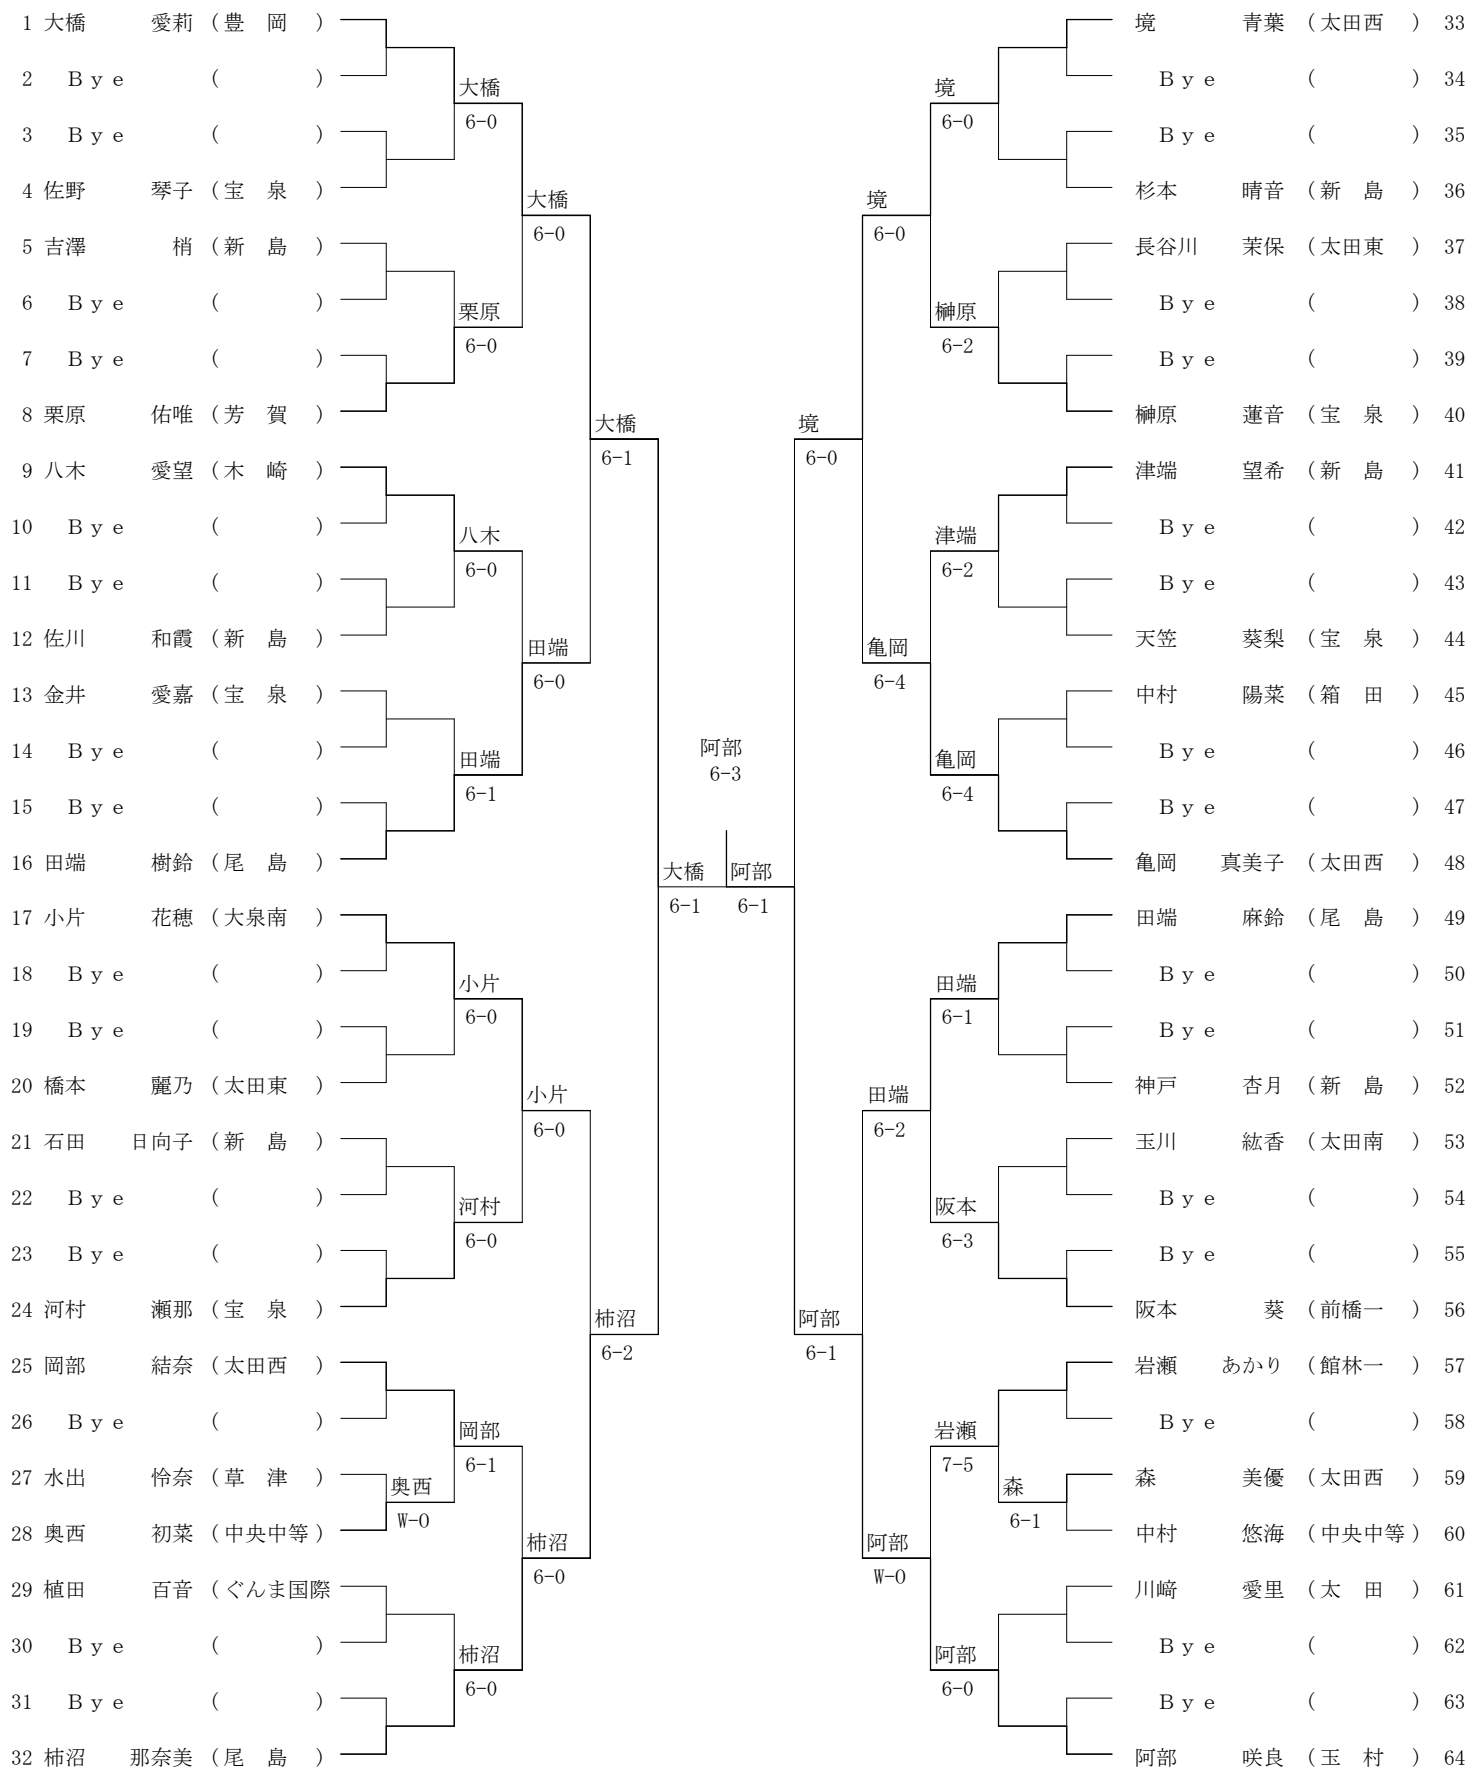 1 大橋 愛莉 （豊 岡 ）
2 Ｂｙｅ （ ）
3 Ｂｙｅ （ ）
4 佐野 琴子 （宝 泉 ）
5 吉澤 梢 （新 島 ）
6 Ｂｙｅ （ ）
7 Ｂｙｅ （ ）
8 栗原 佑唯 （芳 賀 ）
9 八木 愛望 （木 崎 ）
10 Ｂｙｅ （ ）
11 Ｂｙｅ （ ）
12 佐川 和霞 （新 島 ）
13 金井 愛嘉 （宝 泉 ）
14 Ｂｙｅ （ ）
15 Ｂｙｅ （ ）
16 田端 樹鈴 （尾 島 ）
17 小片 花穂 （大泉南 ）
18 Ｂｙｅ （ ）
19 Ｂｙｅ （ ）
20 橋本 麗乃 （太田東 ）
21 石田 日向子 （新 島 ）
22 Ｂｙｅ （ ）
23 Ｂｙｅ （ ）
24 河村 瀬那 （宝 泉 ）
25 岡部 結奈 （太田西 ）
26 Ｂｙｅ （ ）
27 水出 怜奈 （草 津 ）
28 奥西 初菜 （中央中等 ）
29 植田 百音 （ぐんま国際
30 Ｂｙｅ （ ）
31 Ｂｙｅ （ ）
32 柿沼 那奈美 （尾 島 ）
奥西
W-0
大橋
6-0
栗原
6-0
八木
6-0
田端
6-1
小片
6-0
河村
6-0
岡部
6-1
柿沼
6-0
大橋
6-0
田端
6-0
小片
6-0
柿沼
6-0
大橋
6-1
柿沼
6-2
大橋
6-1
阿部
6-3
阿部
6-1
境
6-0
阿部
6-1
境
6-0
亀岡
6-4
田端
6-2
阿部
W-0
境
6-0
榊原
6-2
津端
6-2
亀岡
6-4
田端
6-1
阪本
6-3
岩瀬
7-5
阿部
6-0
森
6-1
境 青葉 （太田西 ） 33
Ｂｙｅ （ ） 34
Ｂｙｅ （ ） 35
杉本 晴音 （新 島 ） 36
長谷川 茉保 （太田東 ） 37
Ｂｙｅ （ ） 38
Ｂｙｅ （ ） 39
榊原 蓮音 （宝 泉 ） 40
津端 望希 （新 島 ） 41
Ｂｙｅ （ ） 42
Ｂｙｅ （ ） 43
天笠 葵梨 （宝 泉 ） 44
中村 陽菜 （箱 田 ） 45
Ｂｙｅ （ ） 46
Ｂｙｅ （ ） 47
亀岡 真美子 （太田西 ） 48
田端 麻鈴 （尾 島 ） 49
Ｂｙｅ （ ） 50
Ｂｙｅ （ ） 51
神戸 杏月 （新 島 ） 52
玉川 紘香 （太田南 ） 53
Ｂｙｅ （ ） 54
Ｂｙｅ （ ） 55
阪本 葵 （前橋一 ） 56
岩瀬 あかり （館林一 ） 57
Ｂｙｅ （ ） 58
森 美優 （太田西 ） 59
中村 悠海 （中央中等 ） 60
川﨑 愛里 （太 田 ） 61
Ｂｙｅ （ ） 62
Ｂｙｅ （ ） 63
阿部 咲良 （玉 村 ） 64